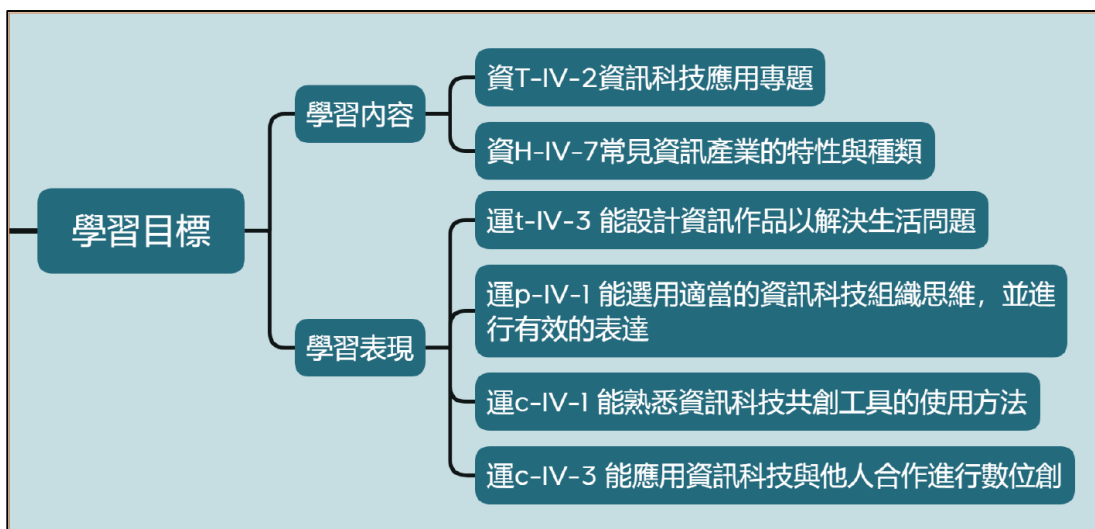 學習目標
學習內容
資T-IV-2資訊科技應用專題
資H-IV-7常見資訊產業的特性與種類
學習表現
運t-IV-3 能設計資訊作品以解決生活問題
運p-IV-1 能選用適當的資訊科技組織思維，並進
行有效的表達
運c-IV-1 能熟悉資訊科技共創工具的使用方法
運c-IV-3 能應用資訊科技與他人合作進行數位創